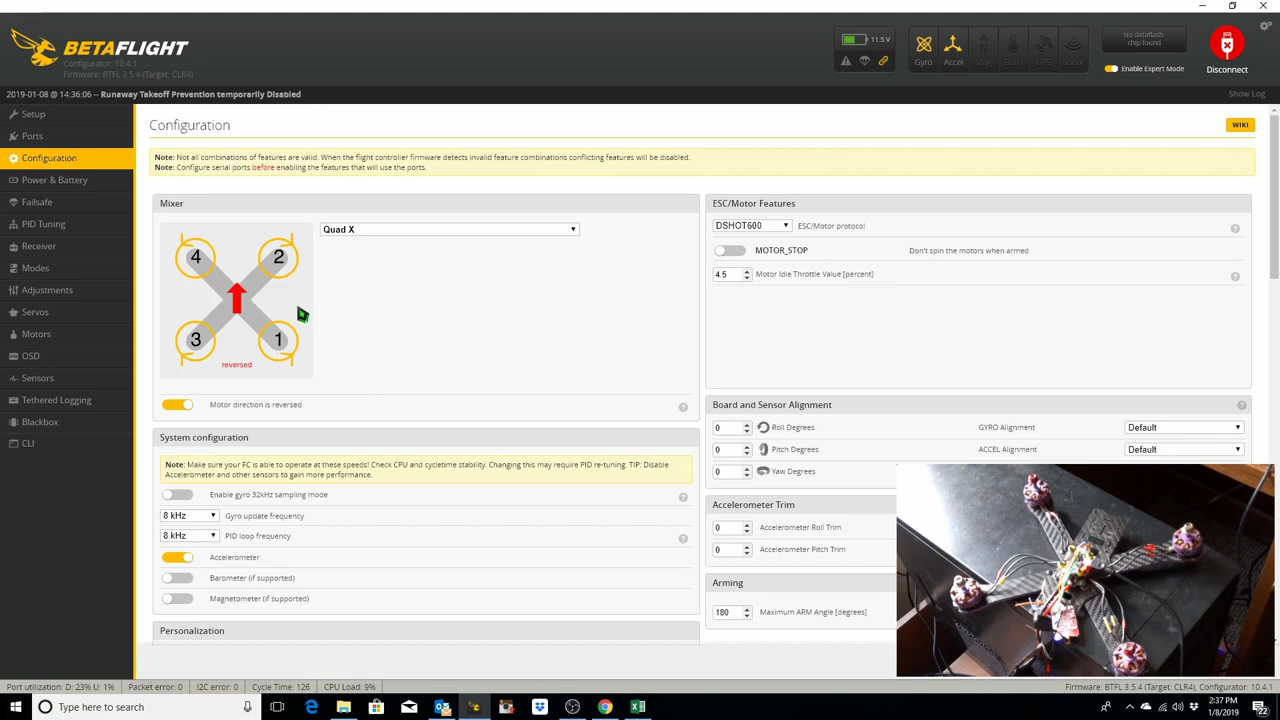 BETAFLIGHT
Configurator: 10.4.1
Firmware: BTFL 3.5.4 (Target: CLR4)
11.5 V
Gyro
Accel
Mag
Baro
GPS
Sonar
No dataflash
chip found
Enable Expert Mode
Disconnect
2019-01-08 @ 14:36:06 -- Runaway Takeoff Prevention temporarily Disabled
Show Log
Setup
Ports
Configuration
Power & Battery
Failsafe
PID Tuning
Receiver
Modes
Adjustments
Servos
Motors
OSD
Sensors
Tethered Logging
Blackbox
CLI
Configuration
WIKI
Note: Not all combinations of features are valid. When the flight controller firmware detects invalid feature combinations conflicting features will be disabled.
Note: Configure serial ports before enabling the features that will use the ports.
Mixer
Quad X
4
2
3
1
reversed
Motor direction is reversed
?
System configuration
Note: Make sure your FC is able to operate at these speeds! Check CPU and cycletime stability. Changing this may require PID re-tuning. TIP: Disable
Accelerometer and other sensors to gain more performance.
Enable gyro 32kHz sampling mode
?
8 kHz
Gyro update frequency
8 kHz
PID loop frequency
?
Accelerometer
Barometer (if supported)
Magnetometer (if supported)
Personalization
ESC/Motor Features
DSHOT600
ESC/Motor protocol
?
MOTOR_STOP
Don't spin the motors when armed
4.5
Motor Idle Throttle Value [percent]
?
Board and Sensor Alignment
?
0
Roll Degrees
GYRO Alignment
Default
0
Pitch Degrees
ACCEL Alignment
Default
0
Yaw Degrees
Accelerometer Trim
0
Accelerometer Roll Trim
0
Accelerometer Pitch Trim
Arming
180
Maximum ARM Angle [degrees]
Port utilization: D: 23% U: 1%
Packet error: 0
I2C error: 0
Cycle Time: 126
CPU Load: 9%
Firmware: BTFL 3.5.4 (Target: CLR4), Configurator: 10.4.1
Type here to search
2:37 PM
1/8/2019
22